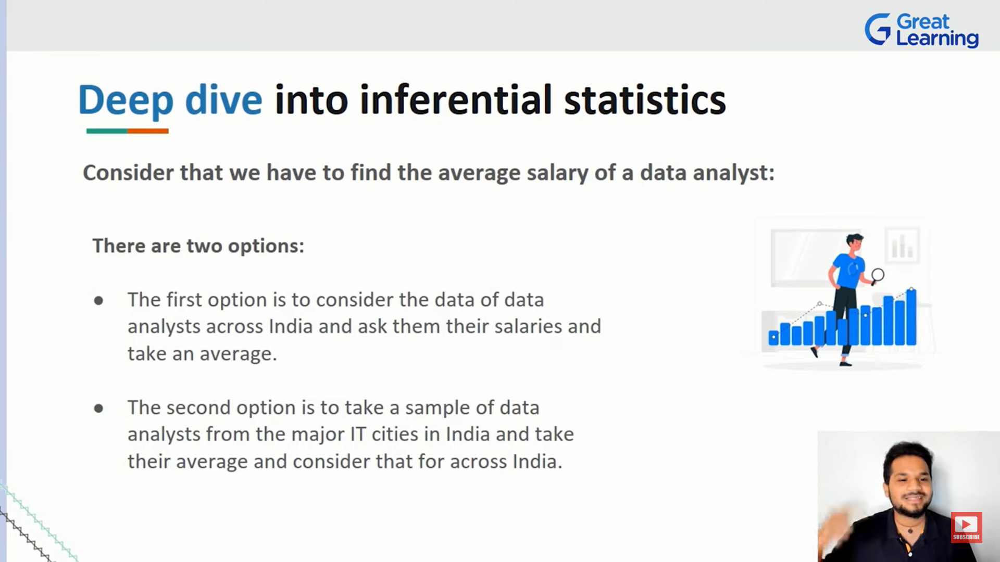 Great
Learning
Deep dive into inferential statistics
Consider that we have to find the average salary of a data analyst:
There are two options:
● The first option is to consider the data of data
analysts across India and ask them their salaries and
take an average.
● The second option is to take a sample of data
analysts from the major IT cities in India and take
their average and consider that for across India.
SUBSCRIBE